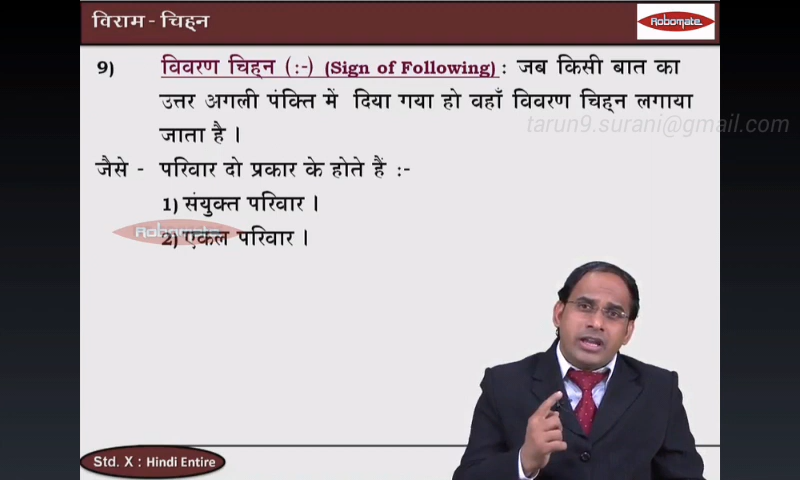 विराम - चिह्न
Robomate
9) विवरण चिह्न (:-) (Sign of Following) : जब किसी बात का
उत्तर अगली पंक्ति में दिया गया हो वहाँ विवरण चिह्न लगाया
tarun9.surani@gmail.com
जाता है ।
जैसे - परिवार दो प्रकार के होते हैं :-
1) संयुक्त परिवार ।
Robomate
2) एकल परिवार ।
Std. X : Hindi Entire